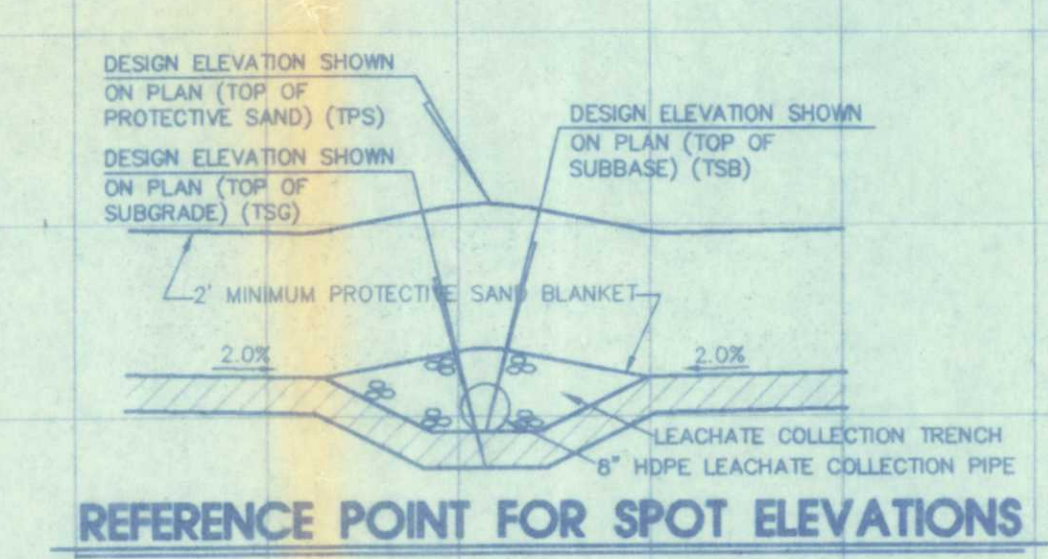 DESIGN ELEVATION SHOWN
ON PLAN (TOP OF
PROTECTIVE SAND) (TPS)
DESIGN ELEVATION SHOWN
ON PLAN (TOP OF
SUBGRADE) (TSG)
DESIGN ELEVATION SHOWN
ON PLAN (TOP OF
SUBBASE) (TSB)
2' MINIMUM PROTECTIVE SAND BLANKET
2.0%
2.0%
LEACHATE COLLECTION TRENCH
8" HDPE LEACHATE COLLECTION PIPE
REFERENCE POINT FOR SPOT ELEVATIONS